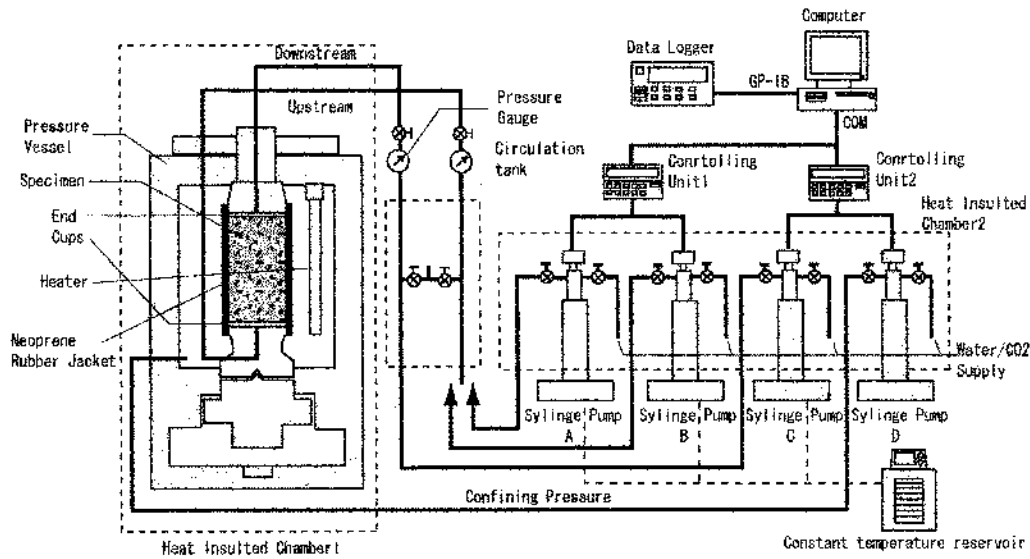 Computer
Data Logger
GP-IB
COM
Downstream
Upstream
Pressure
Gauge
Circulation
tank
Pressure
Vessel
Specimen
End
Cups
Heater
Neoprene
Rubber Jacket
Conrtolling
Unit1
Conrtolling
Unit2
Heat Insulted
Chamber2
Water/CO2
Supply
Sylinge Pump
A
Sylinge Pump
B
Sylinge Pump
C
Sylinge Pump
D
Confining Pressure
Heat Insulted Chamber1
Constant temperature reservoir